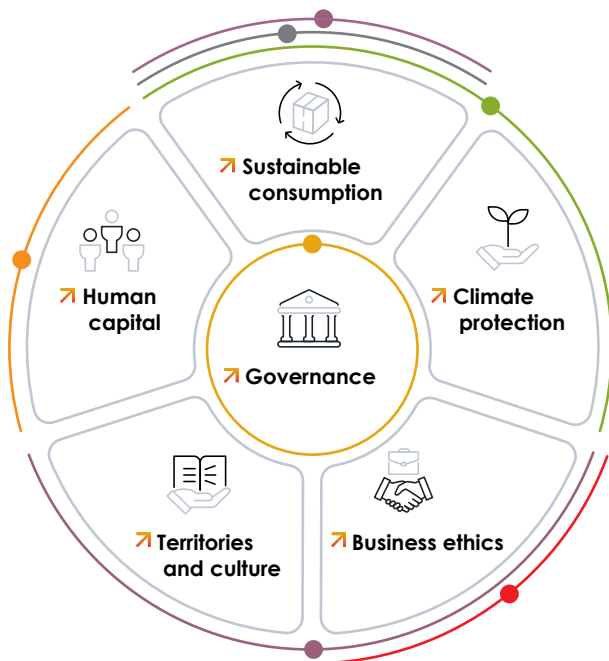 Sustainable
consumption
Human
capital
Climate
protection
Governance
Territories
and culture
Business ethics